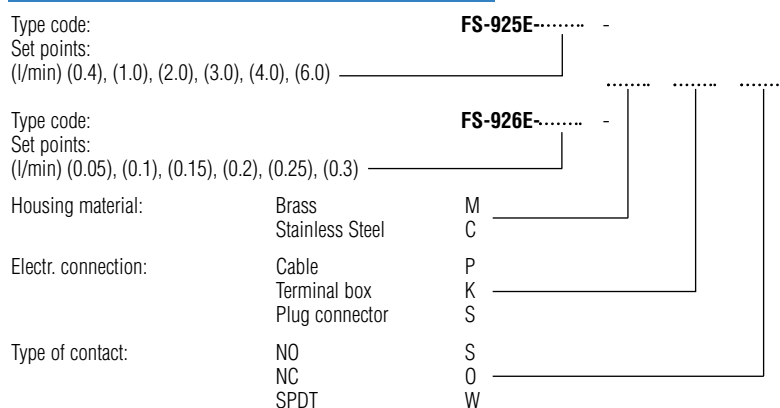 Type code: FS-925E-........ -
Set points:
(l/min) (0.4), (1.0), (2.0), (3.0), (4.0), (6.0)
........ ........ ........
Type code: FS-926E-........ -
Set points:
(l/min) (0.05), (0.1), (0.15), (0.2), (0.25), (0.3)
Housing material: Brass M
Stainless Steel C
Electr. connection: Cable P
Terminal box K
Plug connector S
Type of contact: NO S
NC O
SPDT W